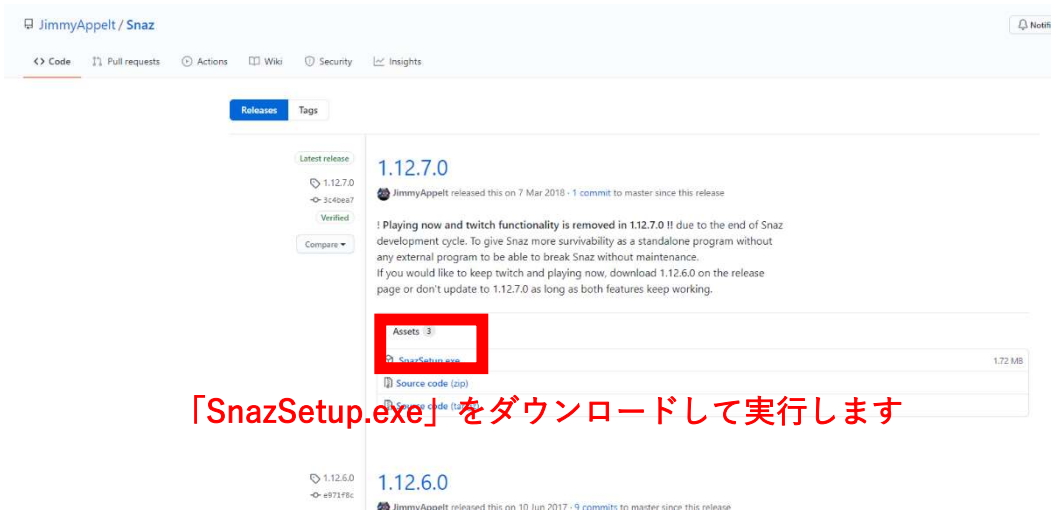 JimmyAppelt / Snaz
Notifi
Code Pull requests Actions Wiki Security Insights
Releases Tags
Latest release
1.12.7.0
3c4bea7
Verified
Compare
1.12.7.0
JimmyAppelt released this on 7 Mar 2018 · 1 commit to master since this release
! Playing now and twitch functionality is removed in 1.12.7.0 !! due to the end of Snaz
development cycle. To give Snaz more survivability as a standalone program without
any external program to be able to break Snaz without maintenance.
If you would like to keep twitch and playing now, download 1.12.6.0 on the release
page or don't update to 1.12.7.0 as long as both features keep working.
Assets 3
SnazSetup.exe 1.72 MB
Source code (zip)
Source code
「SnazSetup.exe」をダウンロードして実行します
1.12.6.0
e971f8c
1.12.6.0
JimmyAppelt released this on 10 Jun 2017 · 9 commits to master since this release